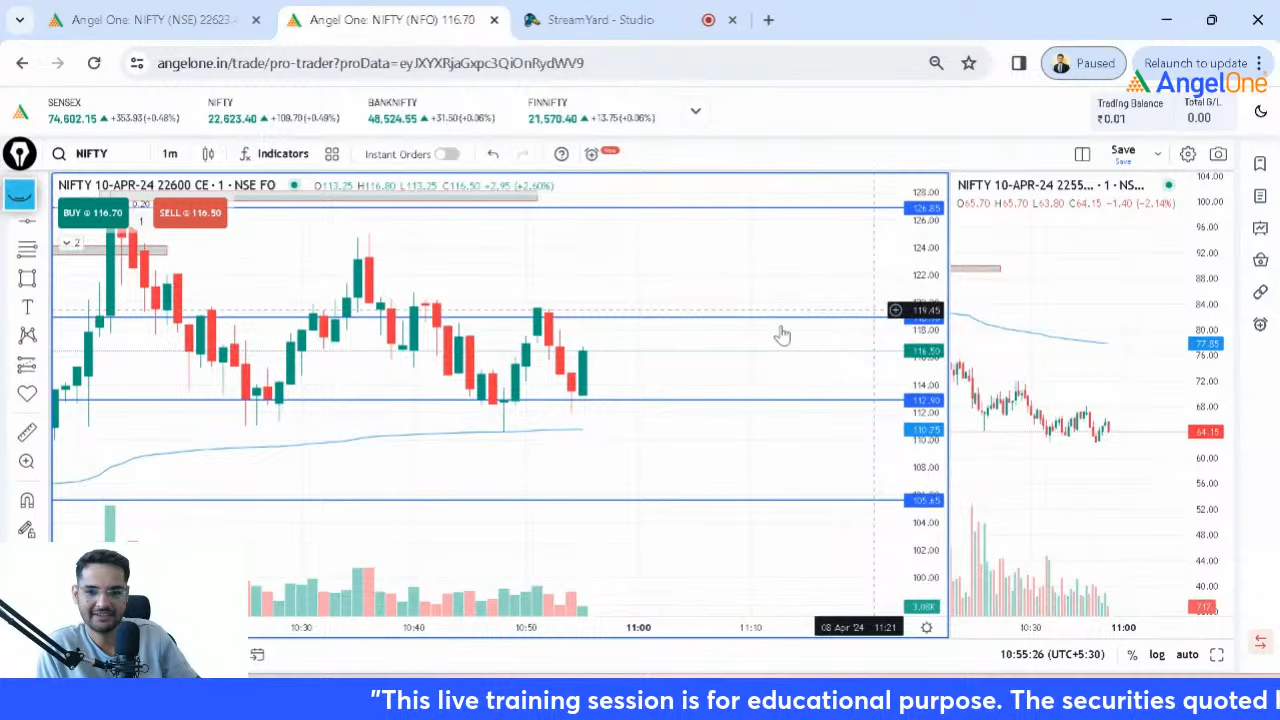 Angel One: NIFTY (NSE) 22623.4
Angel One: NIFTY (NFO) 116.70
StreamYard - Studio
angelone.in/trade/pro-trader?proData=eyJXYXRjaGxpc3QiOnRydWV9
Paused
Relaunch to update
AngelOne
SENSEX
74,602.15 +353.93 (+0.48%)
NIFTY
22,623.40 +109.70 (+0.49%)
BANKNIFTY
48,524.55 +31.50 (+0.06%)
FINNIFTY
21,570.40 +13.75 (+0.06%)
Trading Balance
₹0.01
Total G/L
0.00
NIFTY
1m
Indicators
Instant Orders
New
Save
Save
NIFTY 10-APR-24 22600 CE · 1 · NSE FO
O113.25 H116.80 L113.25 C116.50 +2.95 (+2.60%)
BUY @ 116.70
0.20
1
SELL @ 116.50
2
128.00
126.85
126.00
124.00
122.00
119.45
118.00
116.50
114.00
112.90
112.00
110.75
110.00
108.00
105.65
104.00
102.00
100.00
3.08K
10:30
10:40
10:50
11:00
11:10
08 Apr '24 11:21
NIFTY 10-APR-24 2255... · 1 · NS...
O65.70 H65.70 L63.80 C64.15 -1.40 (-2.14%)
104.00
100.00
96.00
92.00
88.00
84.00
80.00
77.85
76.00
72.00
68.00
64.15
60.00
56.00
52.00
48.00
44.00
40.00
717
10:30
11:00
10:55:26 (UTC+5:30)
%
log
auto
"This live training session is for educational purpose. The securities quoted